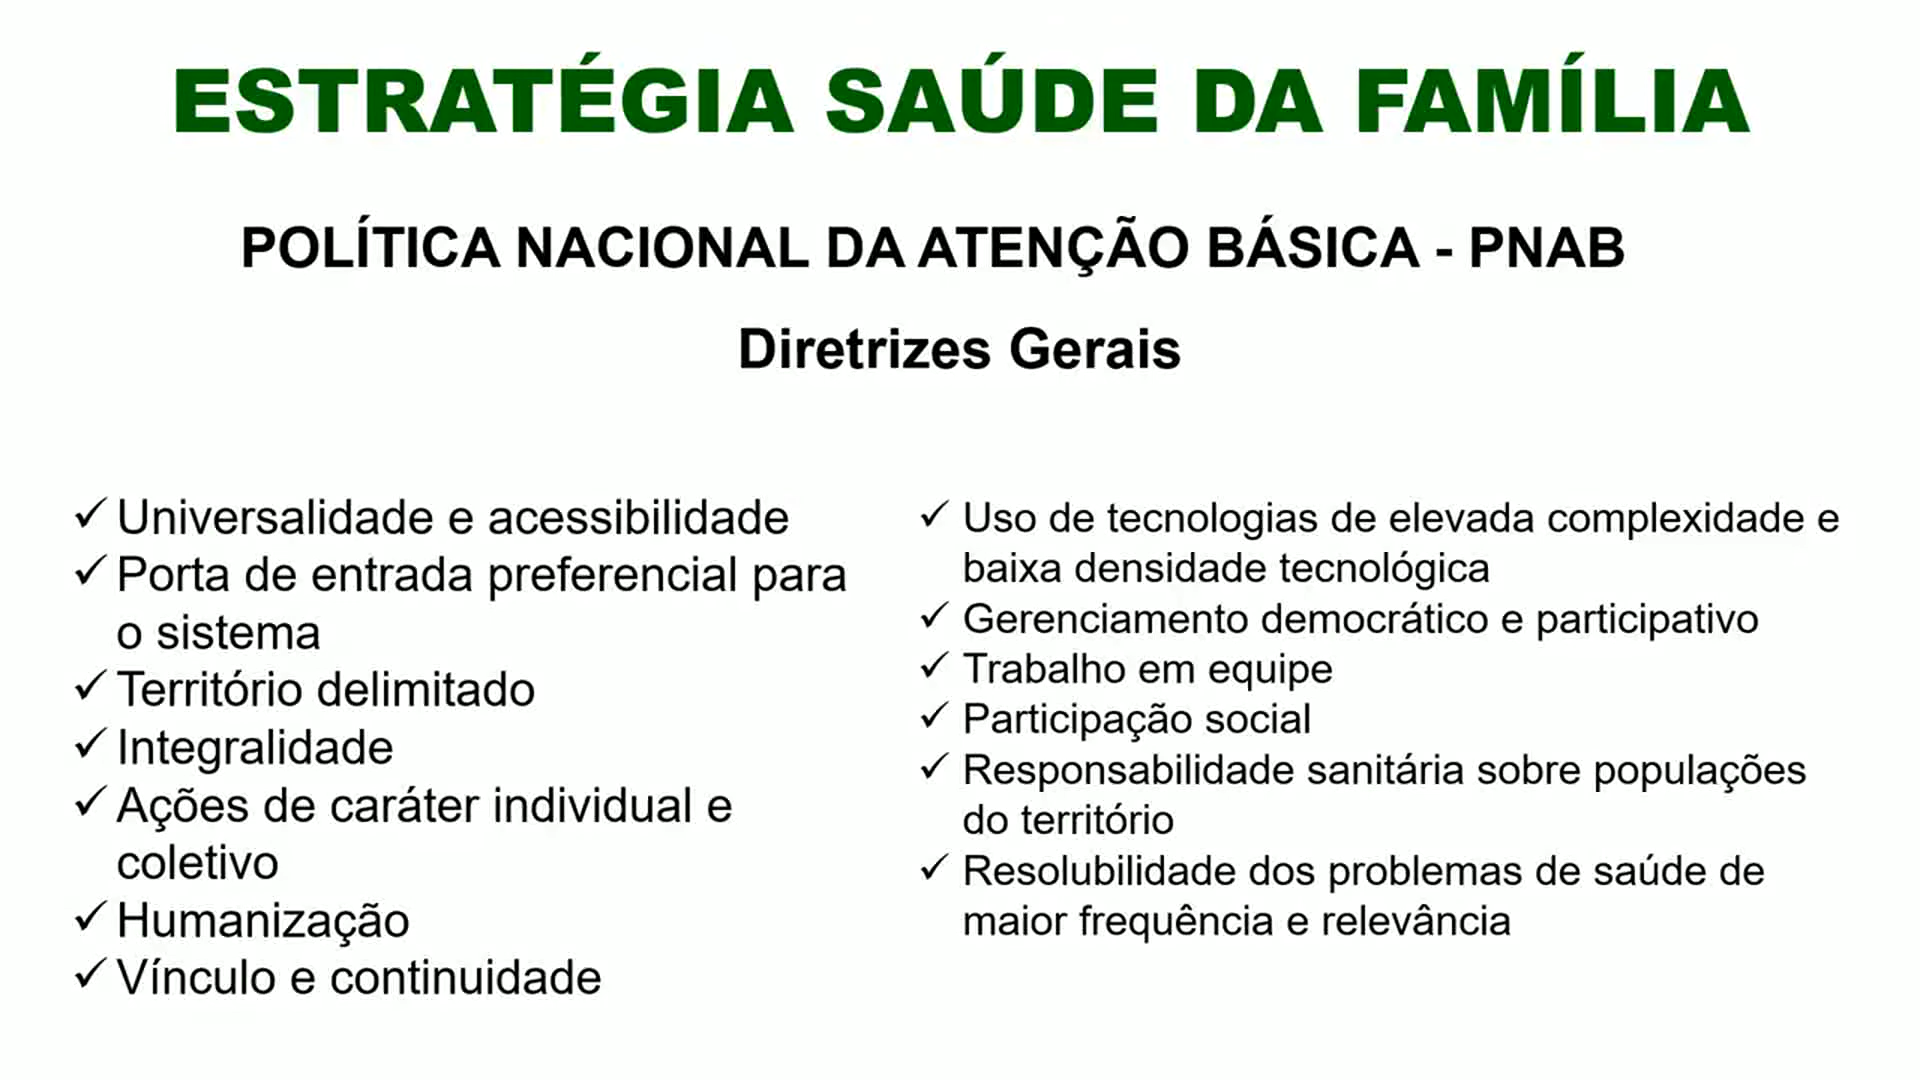 ESTRATÉGIA SAÚDE DA FAMÍLIA
POLÍTICA NACIONAL DA ATENÇÃO BÁSICA - PNAB
Diretrizes Gerais
✓ Universalidade e acessibilidade
✓ Porta de entrada preferencial para
o sistema
✓ Território delimitado
✓ Integralidade
✓ Ações de caráter individual e
coletivo
✓ Humanização
✓ Vínculo e continuidade
✓ Uso de tecnologias de elevada complexidade e
baixa densidade tecnológica
✓ Gerenciamento democrático e participativo
✓ Trabalho em equipe
✓ Participação social
✓ Responsabilidade sanitária sobre populações
do território
✓ Resolubilidade dos problemas de saúde de
maior frequência e relevância